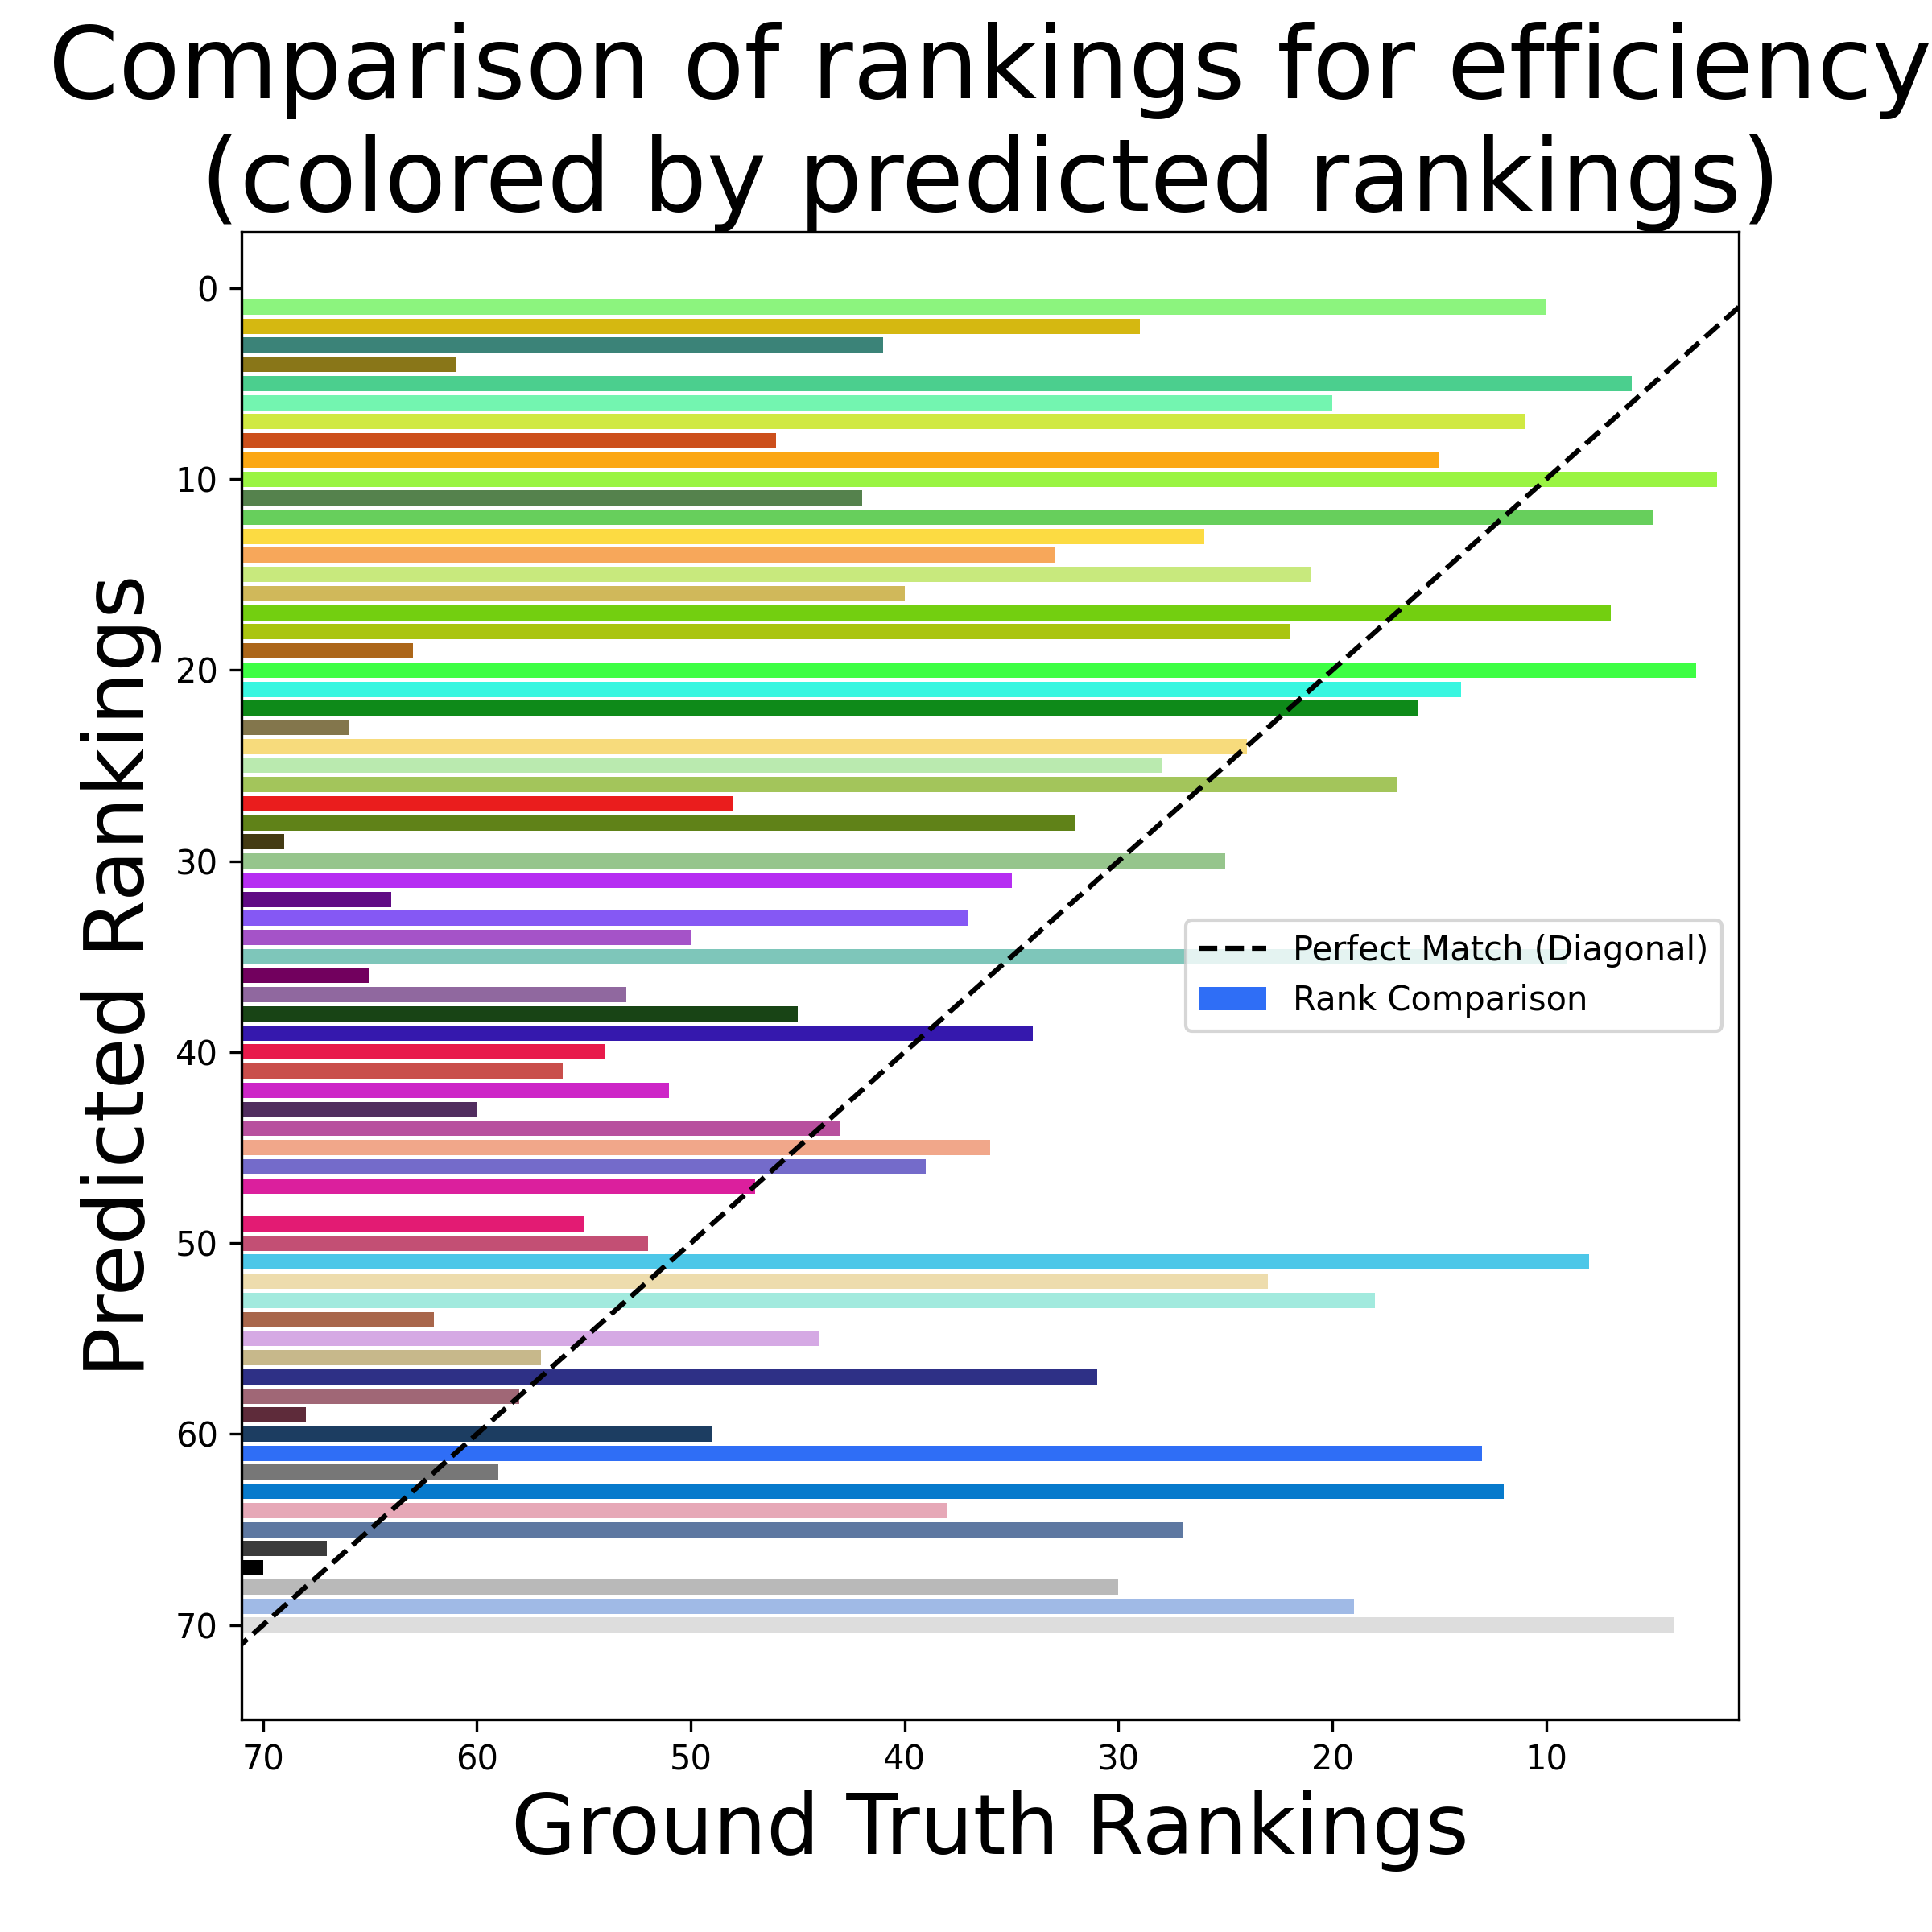 Comparison of rankings for efficiency
(colored by predicted rankings)
Predicted Rankings
0
10
20
30
40
50
60
70
Perfect Match (Diagonal)
Rank Comparison
70 60 50 40 30 20 10
Ground Truth Rankings